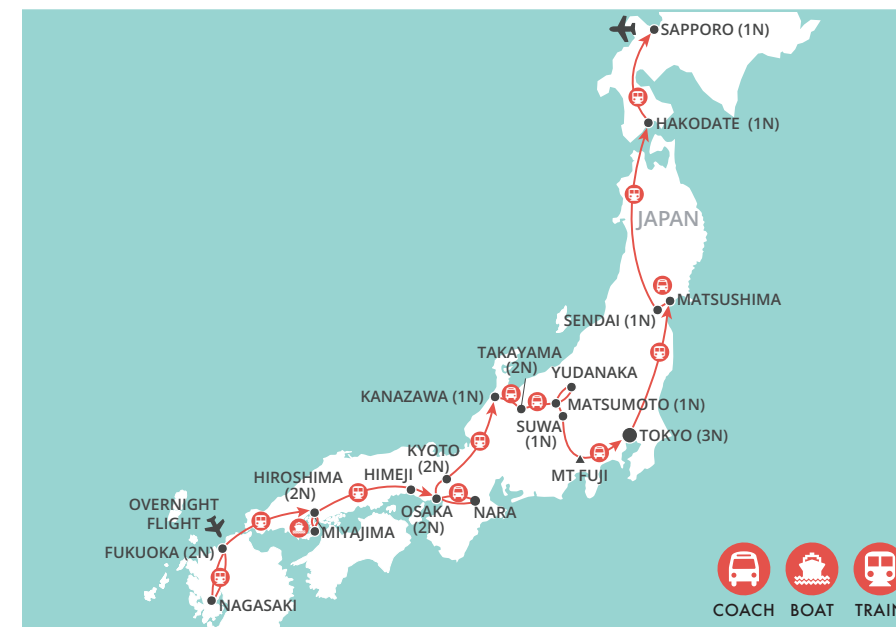 SAPPORO (1N)
HAKODATE (1N)
JAPAN
MATSUSHIMA
SENDAI (1N)
TAKAYAMA
(2N)
YUDANAKA
KANAZAWA (1N)
MATSUMOTO (1N)
SUWA
(1N)
TOKYO (3N)
KYOTO
(2N)
MT FUJI
HIROSHIMA
(2N)
HIMEJI
OSAKA
(2N)
NARA
OVERNIGHT
FLIGHT
MIYAJIMA
FUKUOKA (2N)
NAGASAKI
COACH BOAT TRAIN